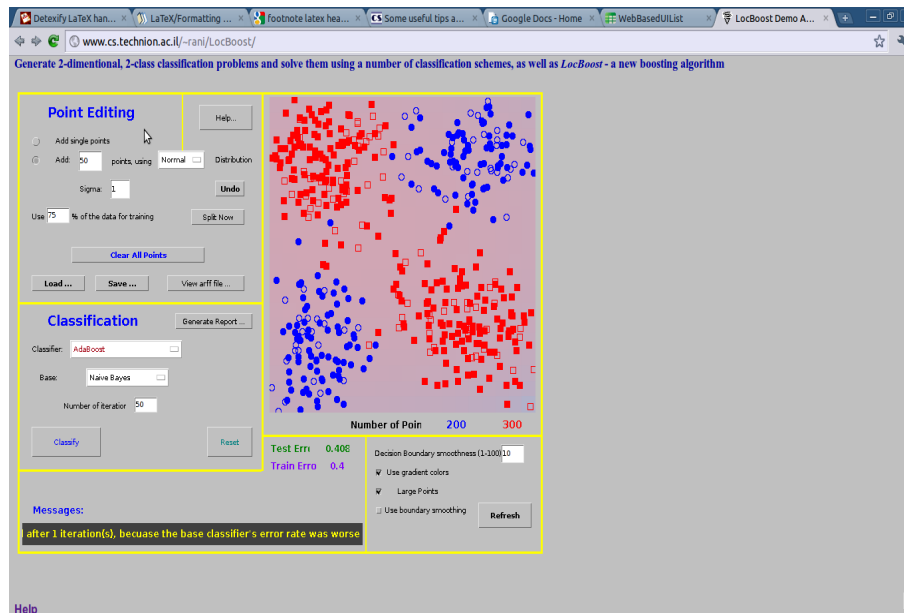 Detexify LaTeX han...
LaTeX/Formatting ...
footnote latex hea...
Some useful tips a...
Google Docs - Home
WebBasedUIList
LocBoost Demo A...
www.cs.technion.ac.il/~rani/LocBoost/
Generate 2-dimentional, 2-class classification problems and solve them using a number of classification schemes, as well as LocBoost - a new boosting algorithm
Point Editing
Help...
Add single points
Add: 50 points, using Normal Distribution
Sigma: 1
Undo
Use 75 % of the data for training
Split Now
Clear All Points
Load ...
Save ...
View arff file ...
Classification
Generate Report ...
Classifier: AdaBoost
Base: Naive Bayes
Number of iteratior 50
Classify
Reset
Number of Poin 200 300
Test Erro 0.408
Train Erro 0.4
Decision Boundary smoothness (1-100) 10
Use gradient colors
Large Points
Use boundary smoothing
Refresh
Messages:
after 1 iteration(s), becuase the base classifier's error rate was worse
Help